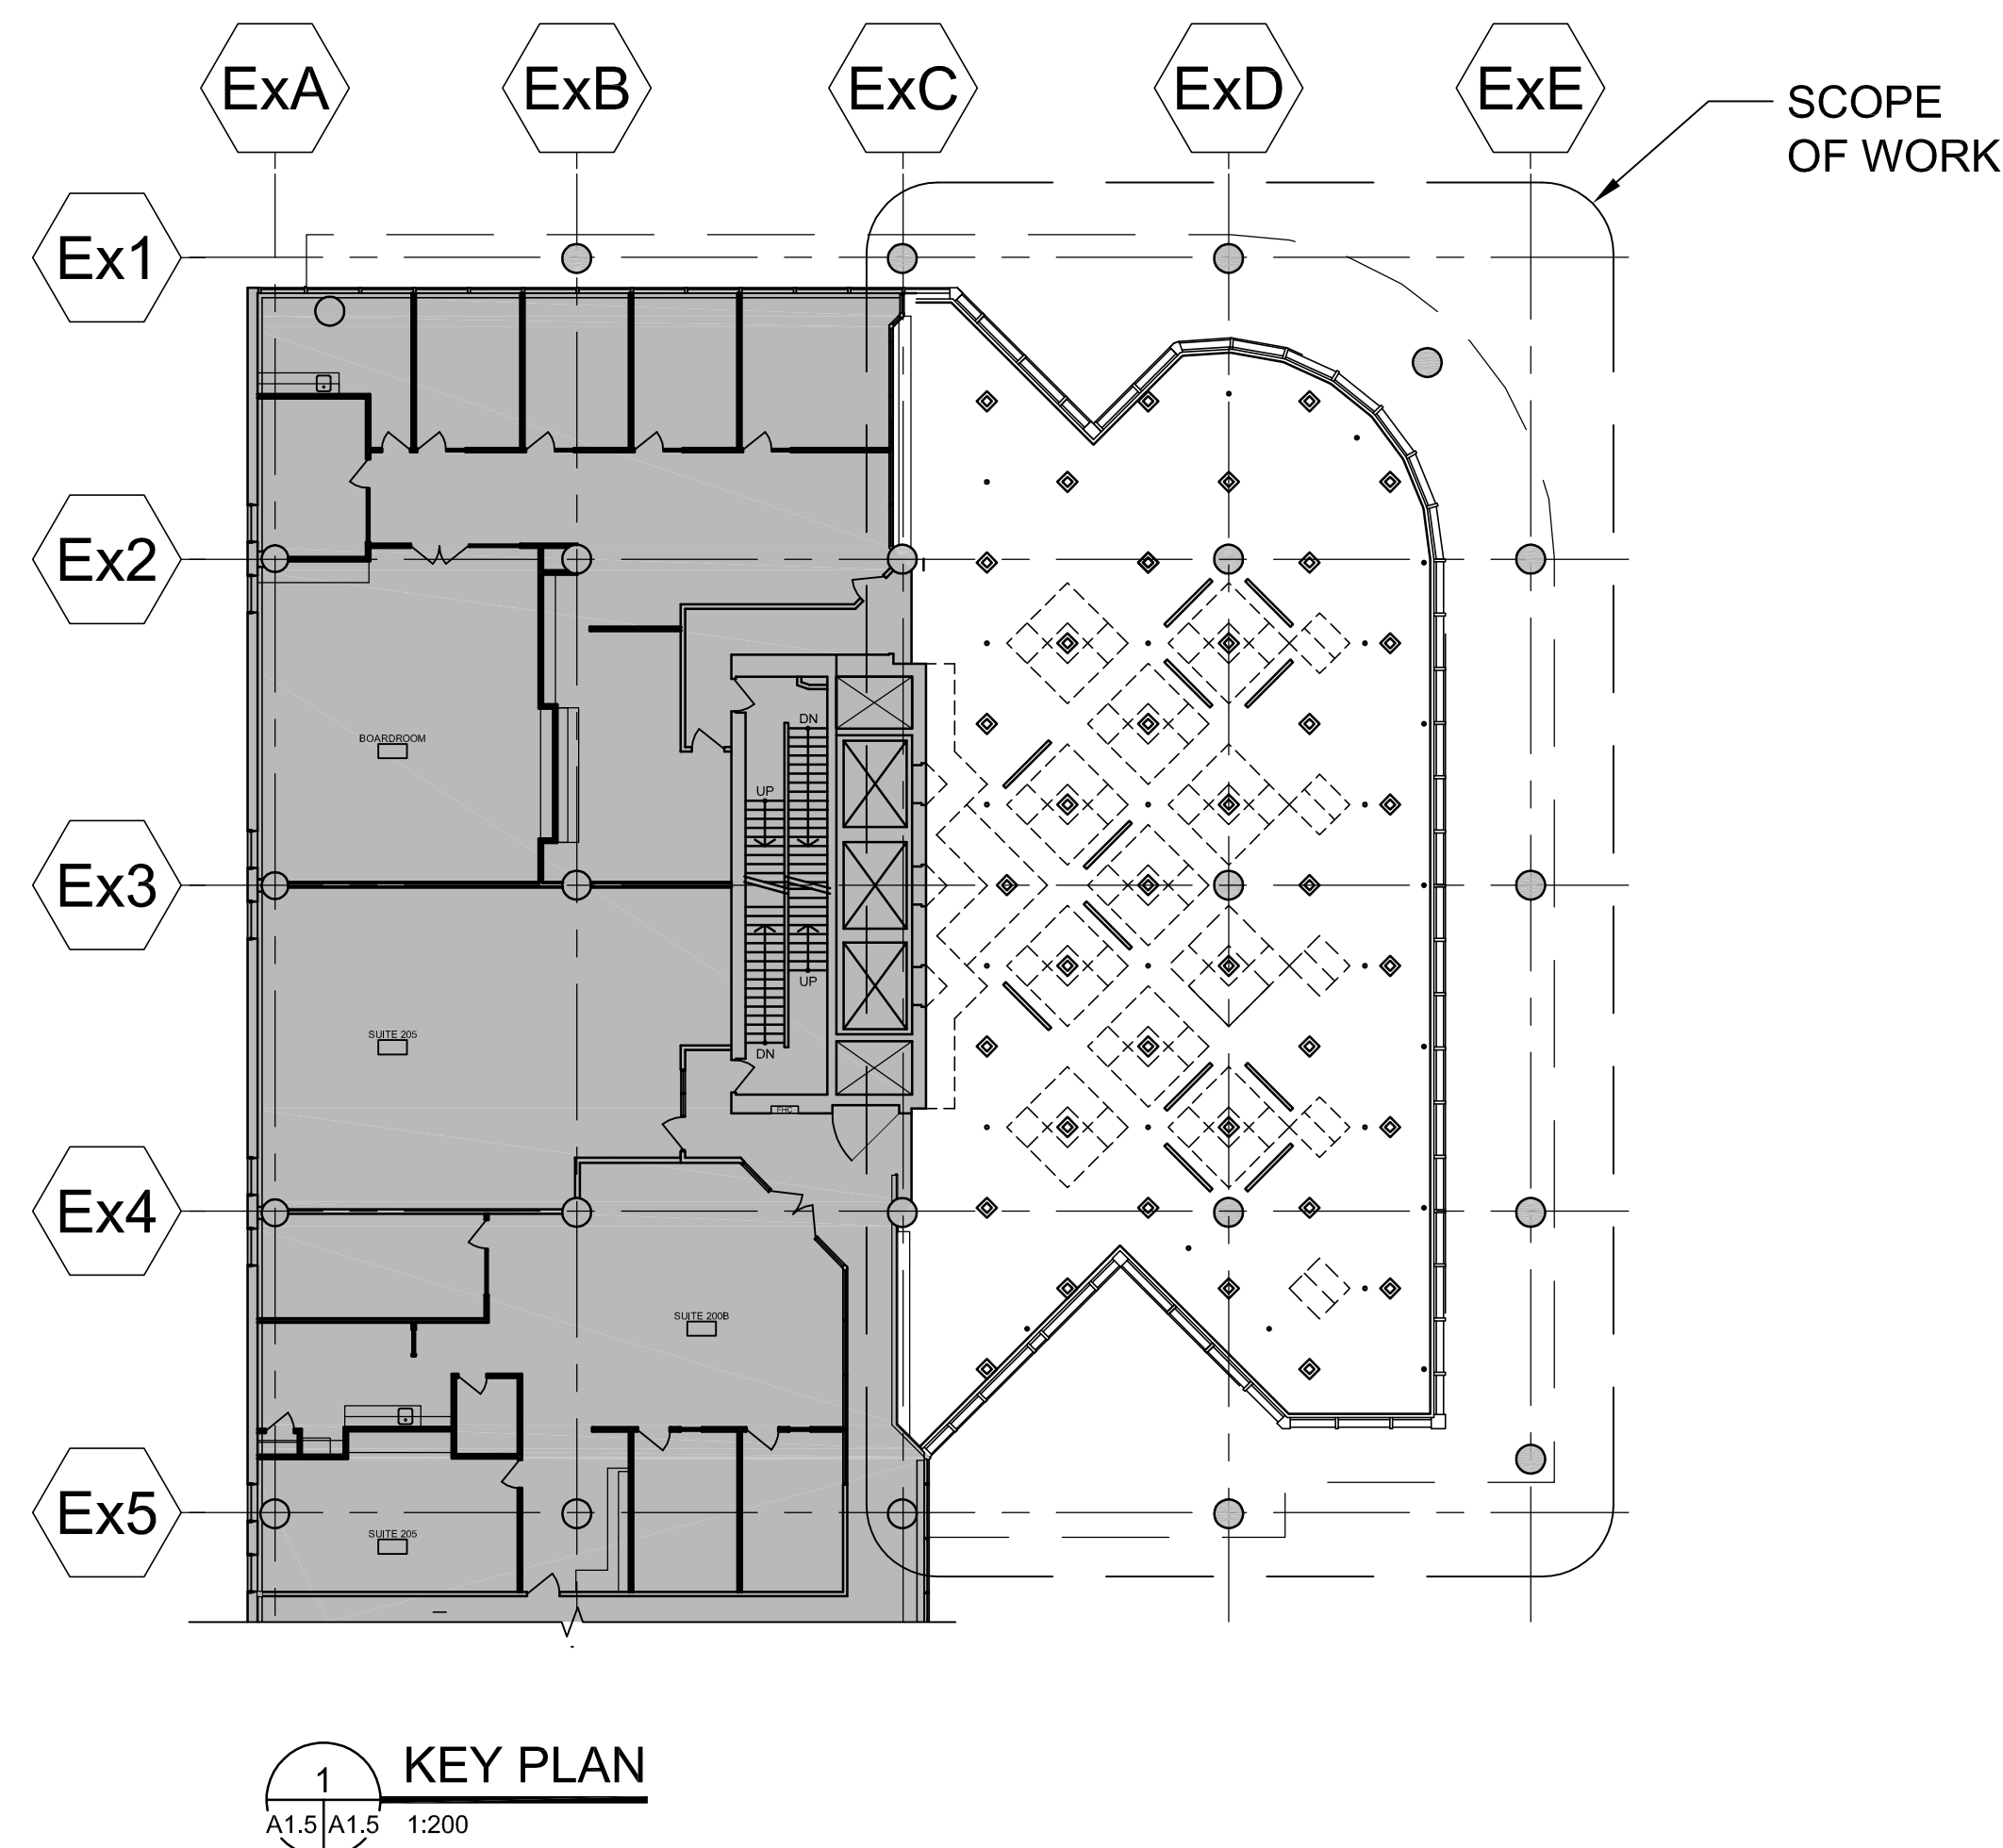 ExA
ExB
ExC
ExD
ExE
SCOPE
OF WORK
Ex1
Ex2
BOARDROOM
DN
UP
Ex3
UP
SUITE 205
DN
FHC
Ex4
SUITE 200B
Ex5
SUITE 205
1
KEY PLAN
A1.5 A1.5
1:200